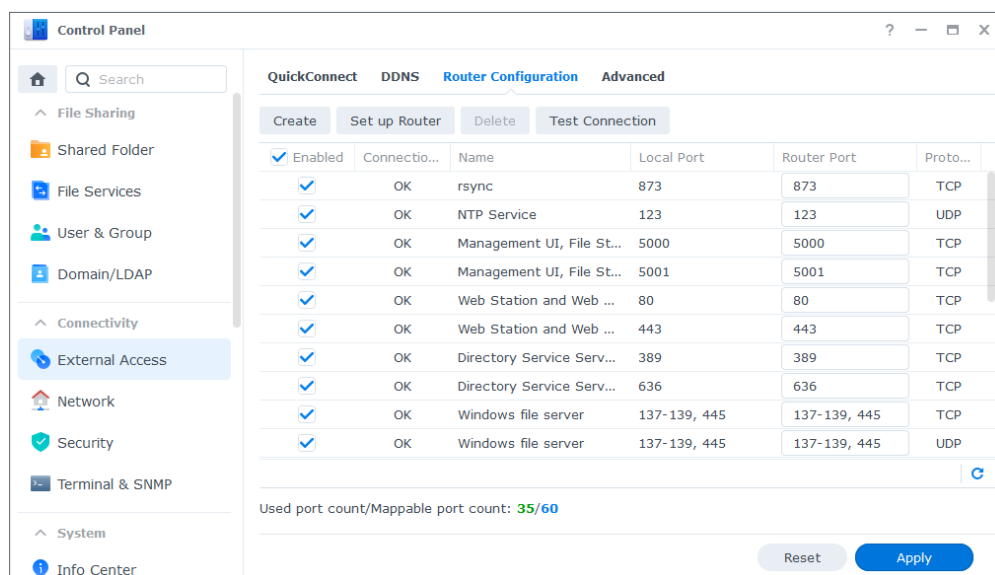 Control Panel
?
Search
File Sharing
Shared Folder
File Services
User & Group
Domain/LDAP
Connectivity
External Access
Network
Security
Terminal & SNMP
System
Info Center
QuickConnect DDNS Router Configuration Advanced
Create Set up Router Delete Test Connection
Enabled Connectio... Name Local Port Router Port Proto...
OK rsync 873 873 TCP
OK NTP Service 123 123 UDP
OK Management UI, File St... 5000 5000 TCP
OK Management UI, File St... 5001 5001 TCP
OK Web Station and Web ... 80 80 TCP
OK Web Station and Web ... 443 443 TCP
OK Directory Service Serv... 389 389 TCP
OK Directory Service Serv... 636 636 TCP
OK Windows file server 137-139, 445 137-139, 445 TCP
OK Windows file server 137-139, 445 137-139, 445 UDP
Used port count/Mappable port count: 35/60
Reset Apply